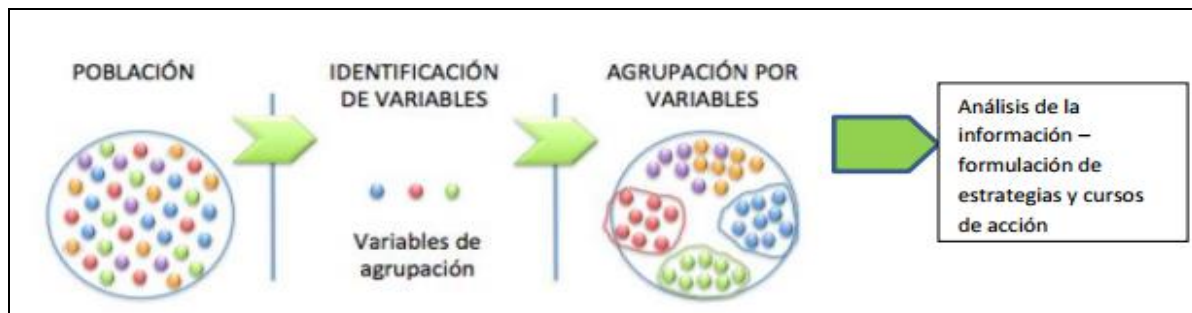 POBLACIÓN
IDENTIFICACIÓN
DE VARIABLES
Variables de
agrupación
AGRUPACIÓN POR
VARIABLES
Análisis de la
información –
formulación de
estrategias y cursos
de acción